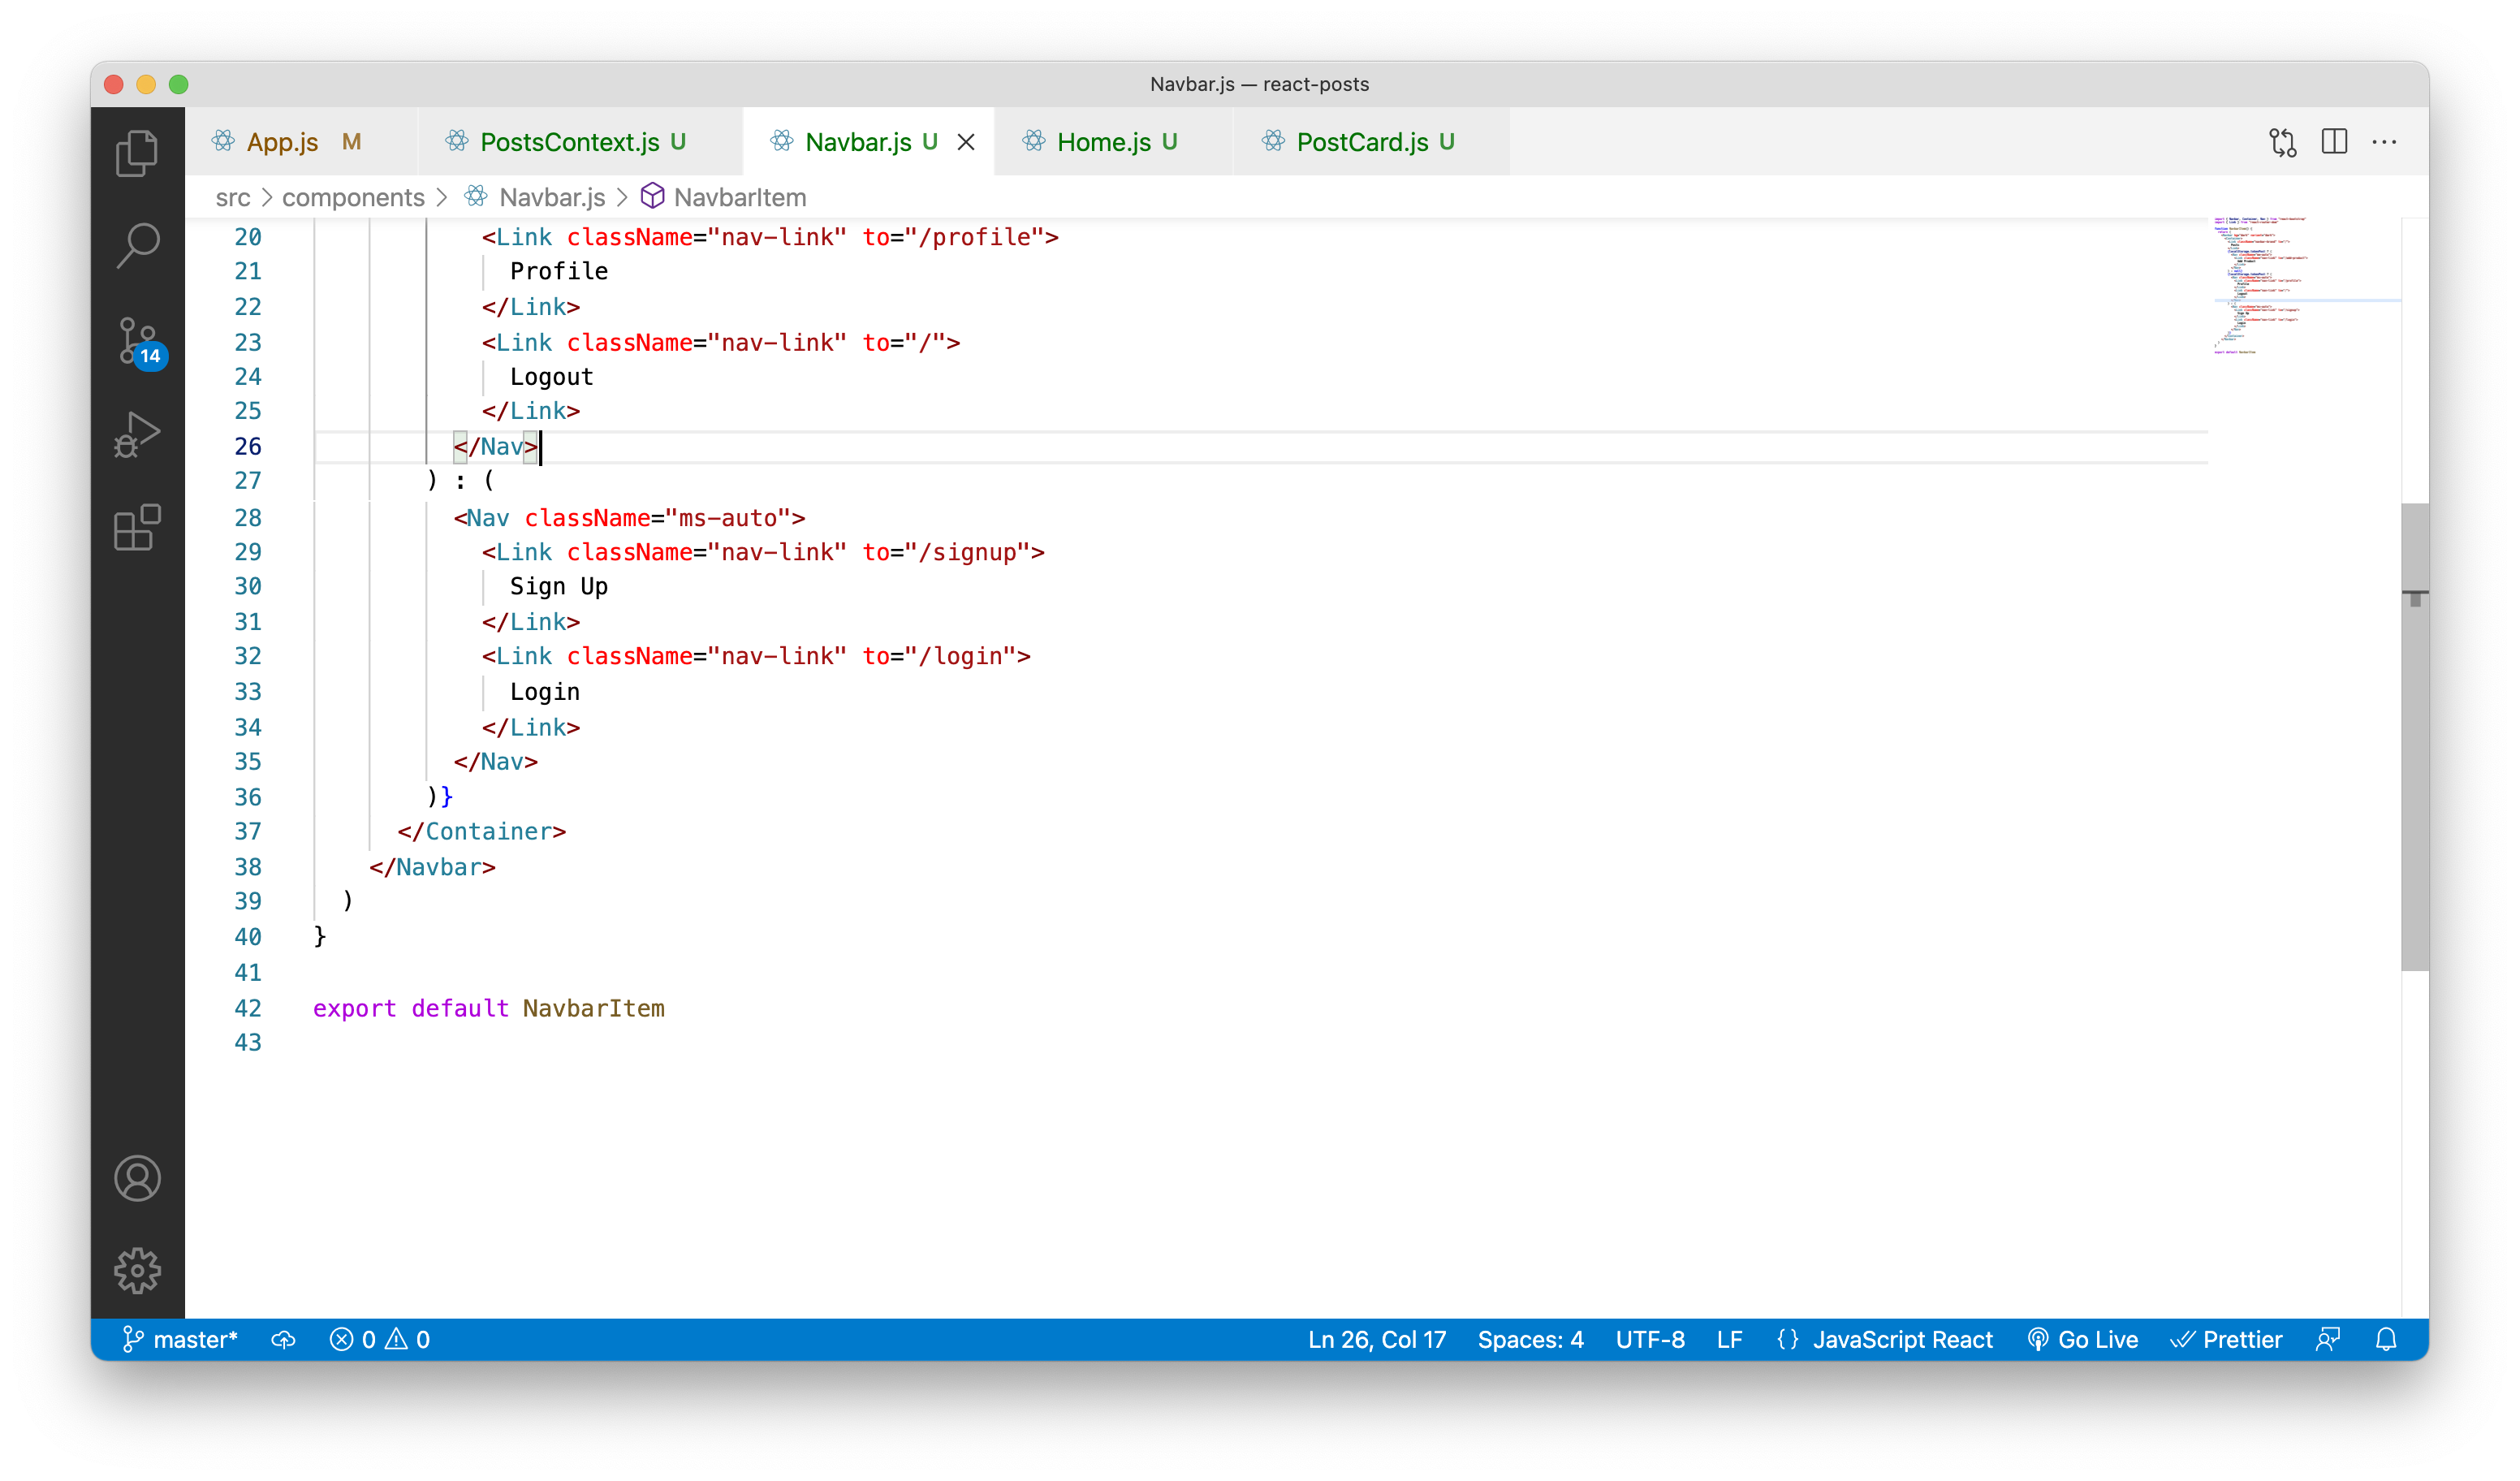 Navbar.js — react-posts
App.js M PostsContext.js U Navbar.js U Home.js U PostCard.js U
src > components > Navbar.js > NavbarItem
20 <Link className="nav-link" to="/profile">
21 Profile
22 </Link>
23 <Link className="nav-link" to="/">
24 Logout
25 </Link>
26 </Nav>
27 ) : (
28 <Nav className="ms-auto">
29 <Link className="nav-link" to="/signup">
30 Sign Up
31 </Link>
32 <Link className="nav-link" to="/login">
33 Login
34 </Link>
35 </Nav>
36 )}
37 </Container>
38 </Navbar>
39 )
40 }
41
42 export default NavbarItem
43
14
master* 0 0 Ln 26, Col 17 Spaces: 4 UTF-8 LF {} JavaScript React Go Live Prettier